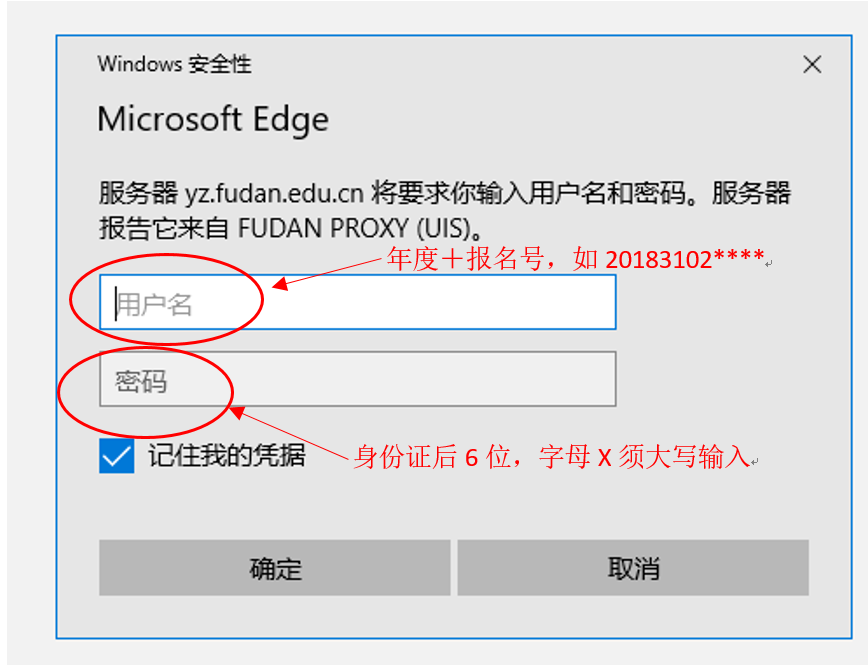 Windows 安全性
Microsoft Edge
服务器 yz.fudan.edu.cn 将要求你输入用户名和密码。服务器
报告它来自 FUDAN PROXY (UIS)。
年度＋报名号，如 20183102****
用户名
密码
记住我的凭据
身份证后 6 位，字母 X 须大写输入
确定
取消